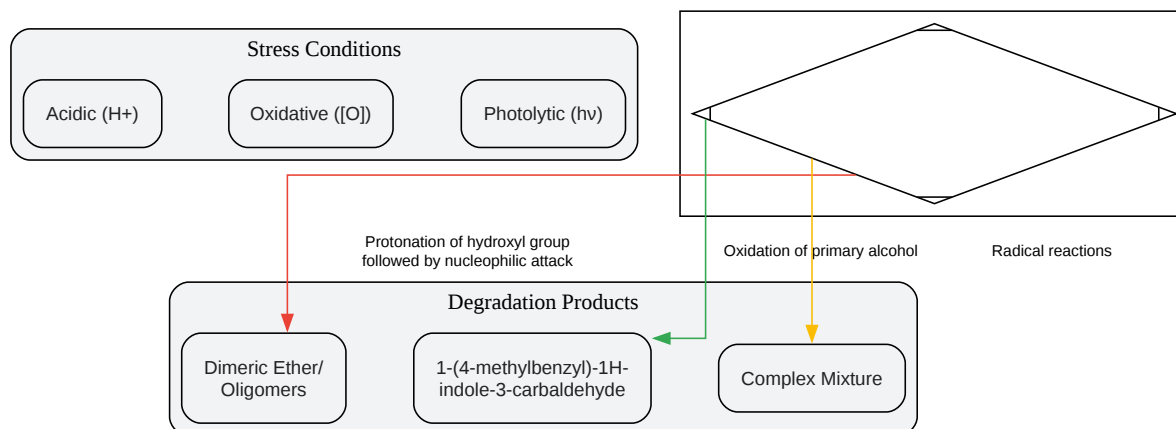 Stress Conditions
Acidic (H+)
Oxidative ([O])
Photolytic (hν)
Protonation of hydroxyl group
followed by nucleophilic attack
Oxidation of primary alcohol
Radical reactions
Degradation Products
Dimeric Ether/
Oligomers
1-(4-methylbenzyl)-1H-
indole-3-carbaldehyde
Complex Mixture